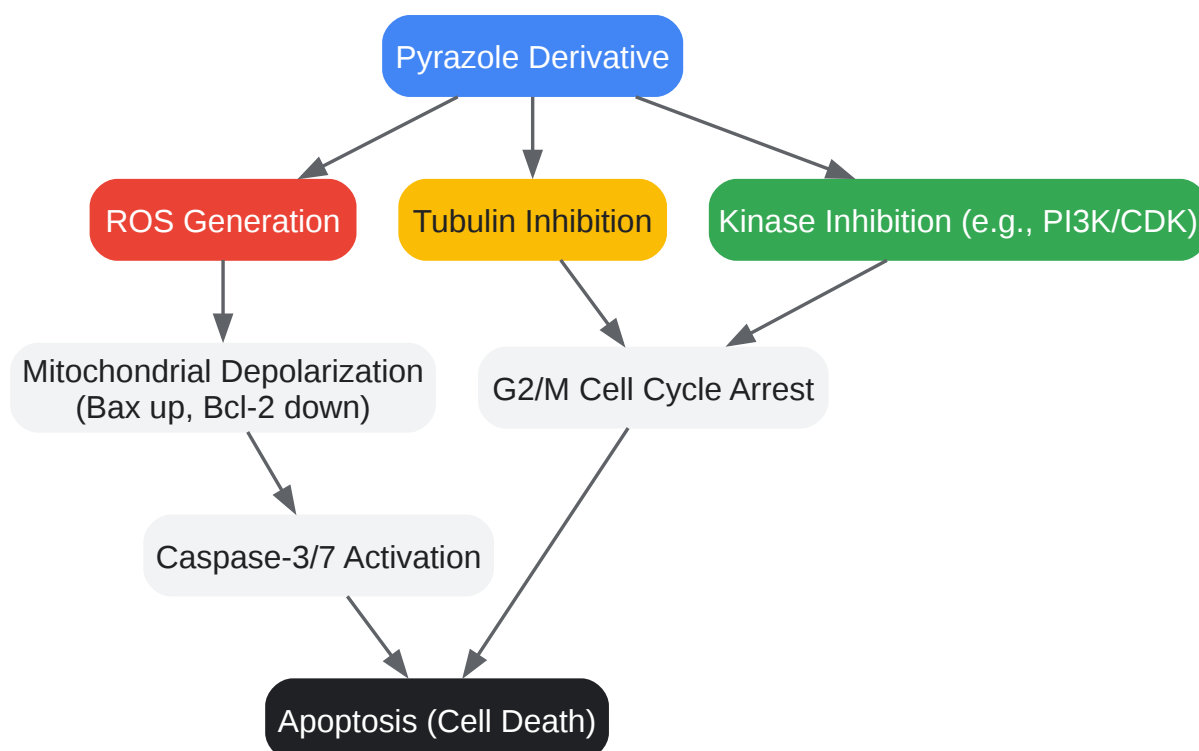 Pyrazole Derivative
ROS Generation
Tubulin Inhibition
Kinase Inhibition (e.g., PI3K/CDK)
Mitochondrial Depolarization
(Bax up, Bcl-2 down)
G2/M Cell Cycle Arrest
Caspase-3/7 Activation
Apoptosis (Cell Death)